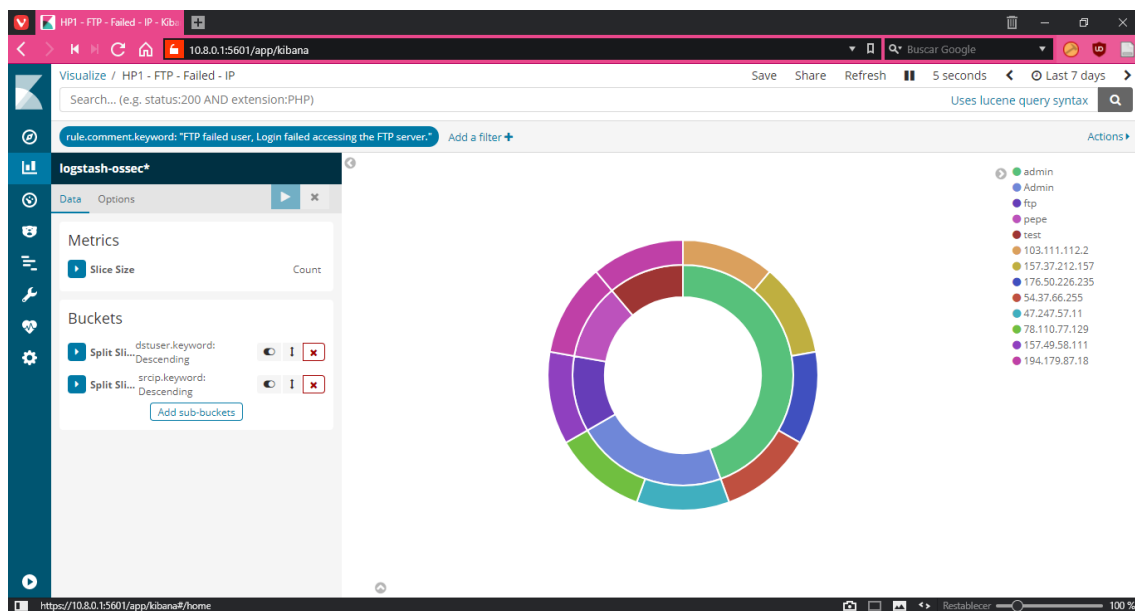 HP1 - FTP - Failed - IP - Kiba
10.8.0.1:5601/app/kibana
Buscar Google
Visualize / HP1 - FTP - Failed - IP
Save Share Refresh 5 seconds Last 7 days
Search... (e.g. status:200 AND extension:PHP)
Uses lucene query syntax
rule.comment.keyword: "FTP failed user, Login failed accessing the FTP server."
Add a filter
Actions
logstash-ossec*
Data Options
Metrics
Slice Size Count
Buckets
Split Sli... dstuser.keyword: Descending
Split Sli... srcip.keyword: Descending
Add sub-buckets
admin
Admin
ftp
pepe
test
103.111.112.2
157.37.212.157
176.50.226.235
54.37.66.255
47.247.57.11
78.110.77.129
157.49.58.111
194.179.87.18
https://10.8.0.1:5601/app/kibana#/home
Restablecer
100 %